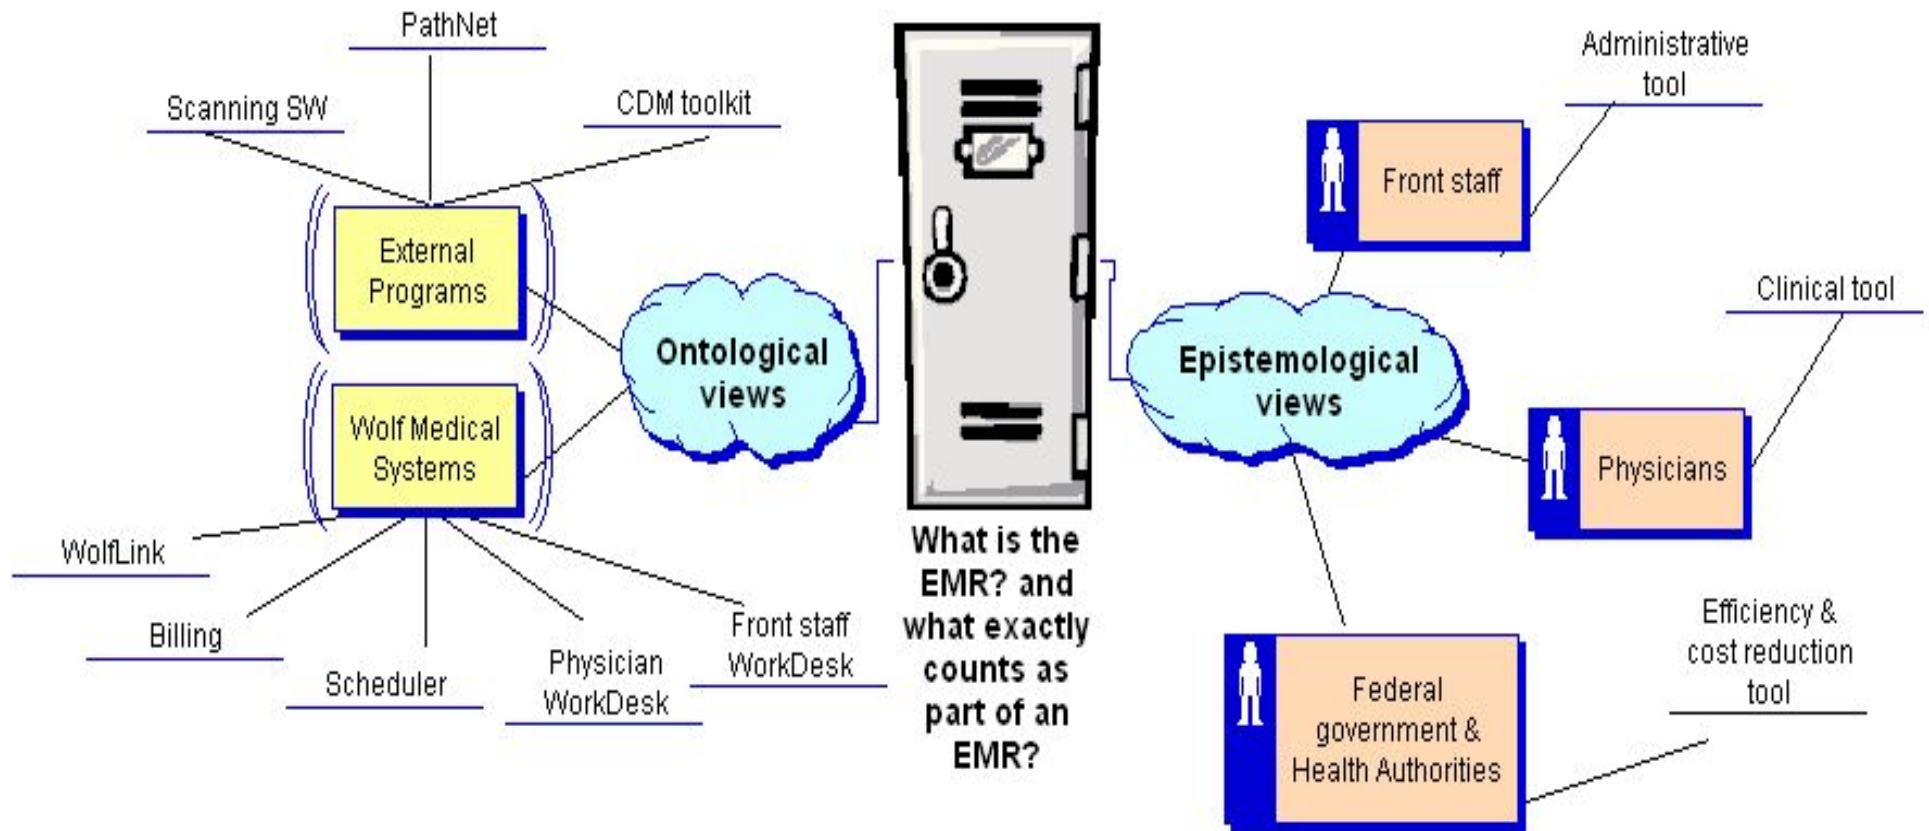 PathNet
Scanning SW
CDM toolkit
External
Programs
Wolf Medical
Systems
WolfLink
Billing
Scheduler
Physician
WorkDesk
Front staff
WorkDesk
Ontological
views
What is the
EMR? and
what exactly
counts as
part of an
EMR?
Epistemological
views
Administrative
tool
Front staff
Clinical tool
Physicians
Efficiency &
cost reduction
tool
Federal
government &
Health Authorities